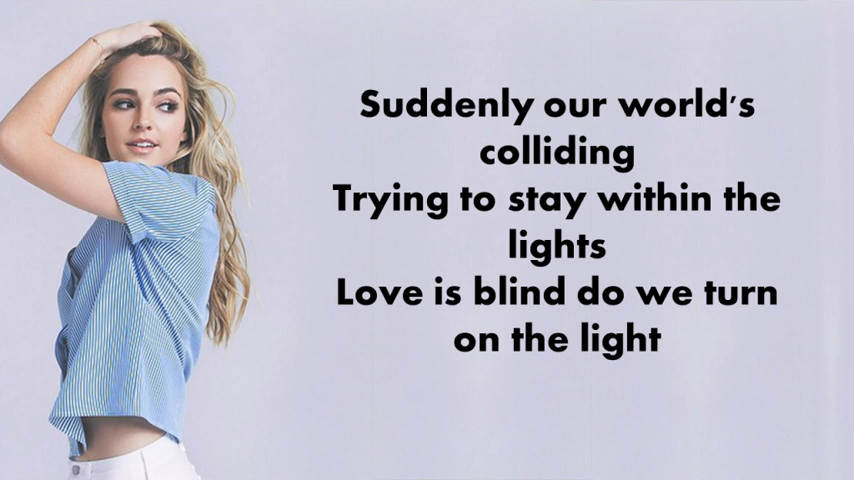 Suddenly our world's
colliding
Trying to stay within the
lights
Love is blind do we turn
on the light